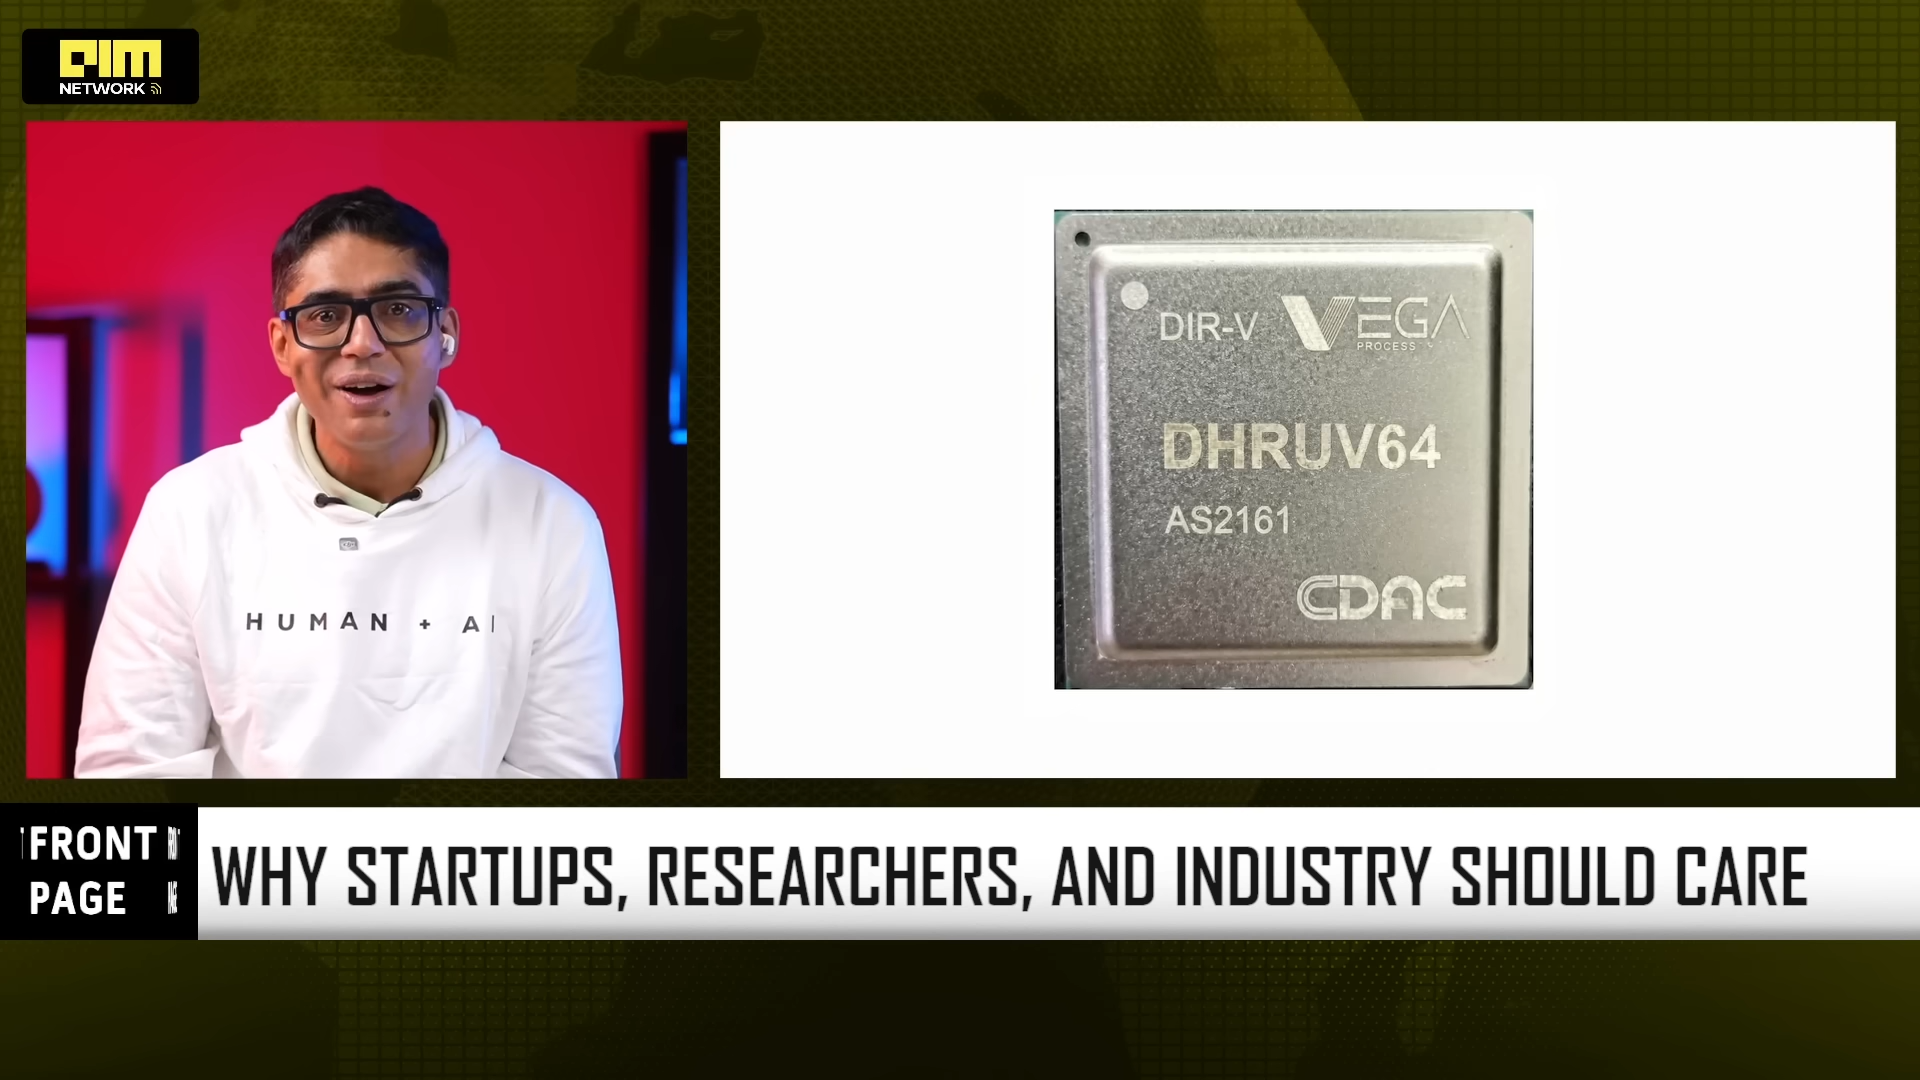 AIM
NETWORK
HUMAN + AI
DIR-V VEGA
PROCESS
DHRUV64
AS2161
CDAC
FRONT
PAGE
WHY STARTUPS, RESEARCHERS, AND INDUSTRY SHOULD CARE